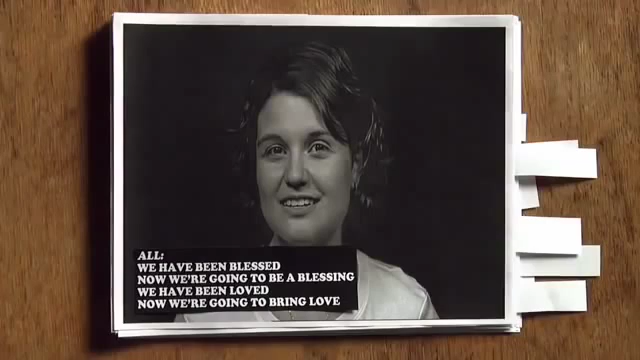 ALL:
WE HAVE BEEN BLESSED
NOW WE'RE GOING TO BE A BLESSING
WE HAVE BEEN LOVED
NOW WE'RE GOING TO BRING LOVE